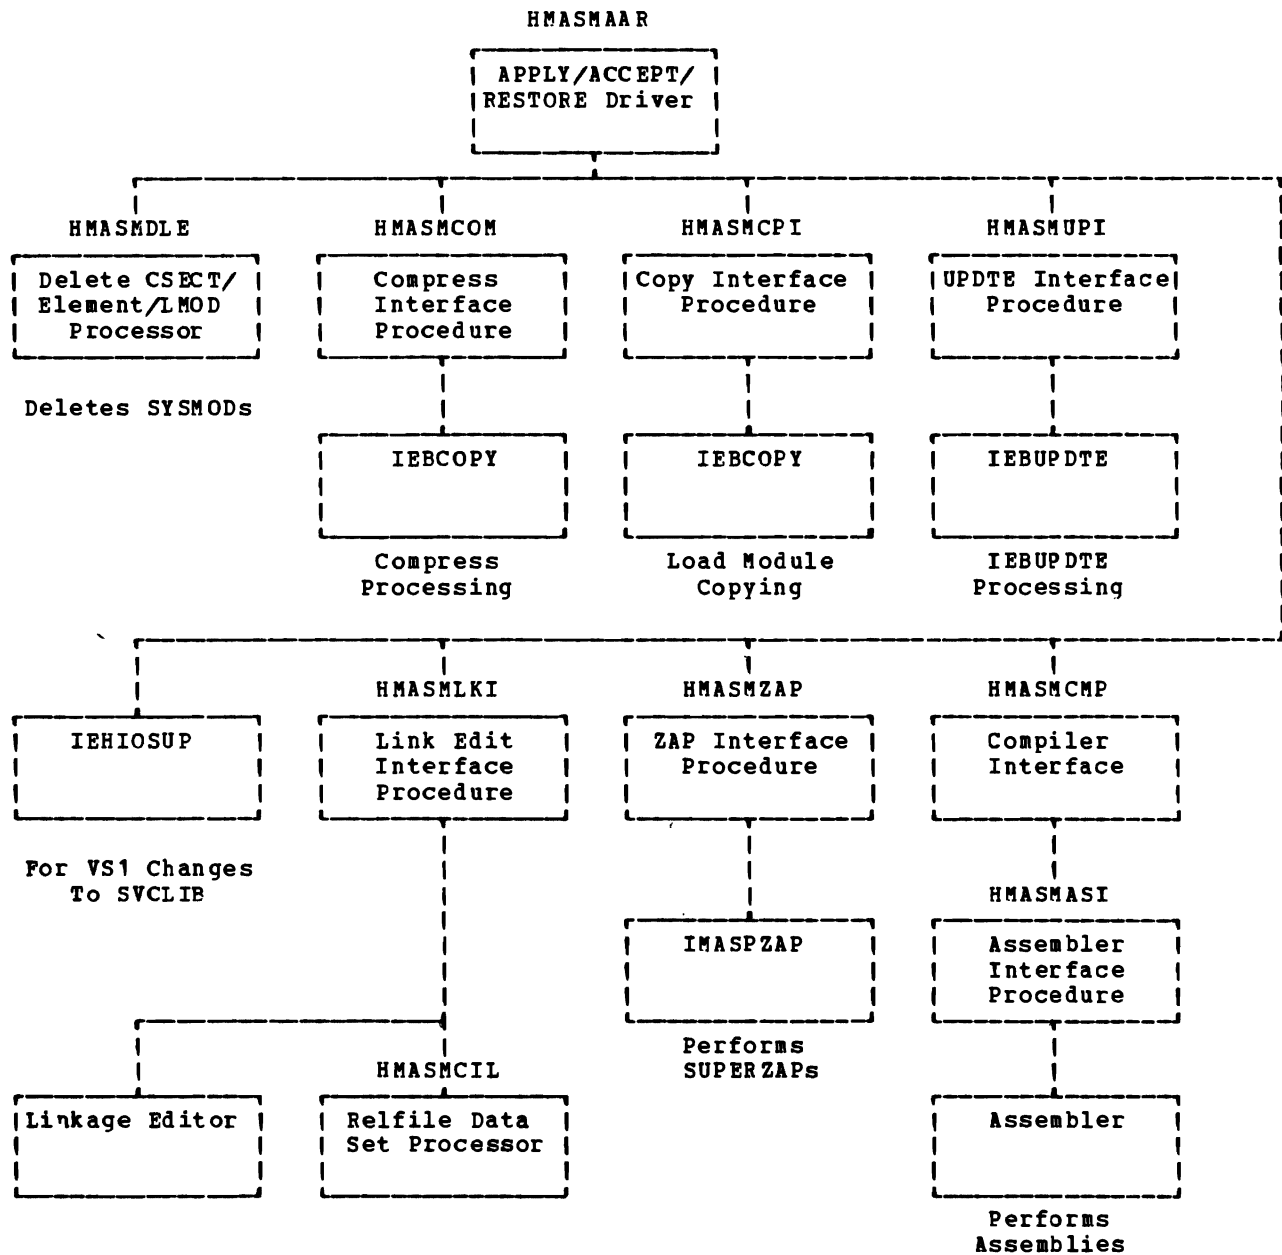 HMASMAAR
APPLY/ACCEPT/
RESTORE Driver
HMASMDLE
HMASMCOM
HMASMCPI
HMASMUPI
Delete CSECT/
Element/LMOD
Processor
Compress
Interface
Procedure
Copy Interface
Procedure
UPDTE Interface
Procedure
Deletes SYSMODs
IEBCOPY
IEBCOPY
IEBUPDTE
Compress
Processing
Load Module
Copying
IEBUPDTE
Processing
HMASMLKI
HMASMZAP
HMASMCMP
IEHIOSUP
Link Edit
Interface
Procedure
ZAP Interface
Procedure
Compiler
Interface
For VS1 Changes
To SVCLIB
HMASMASI
IMASPZAP
Assembler
Interface
Procedure
Performs
SUPERZAPs
HMASMCIL
Linkage Editor
Relfile Data
Set Processor
Assembler
Performs
Assemblies